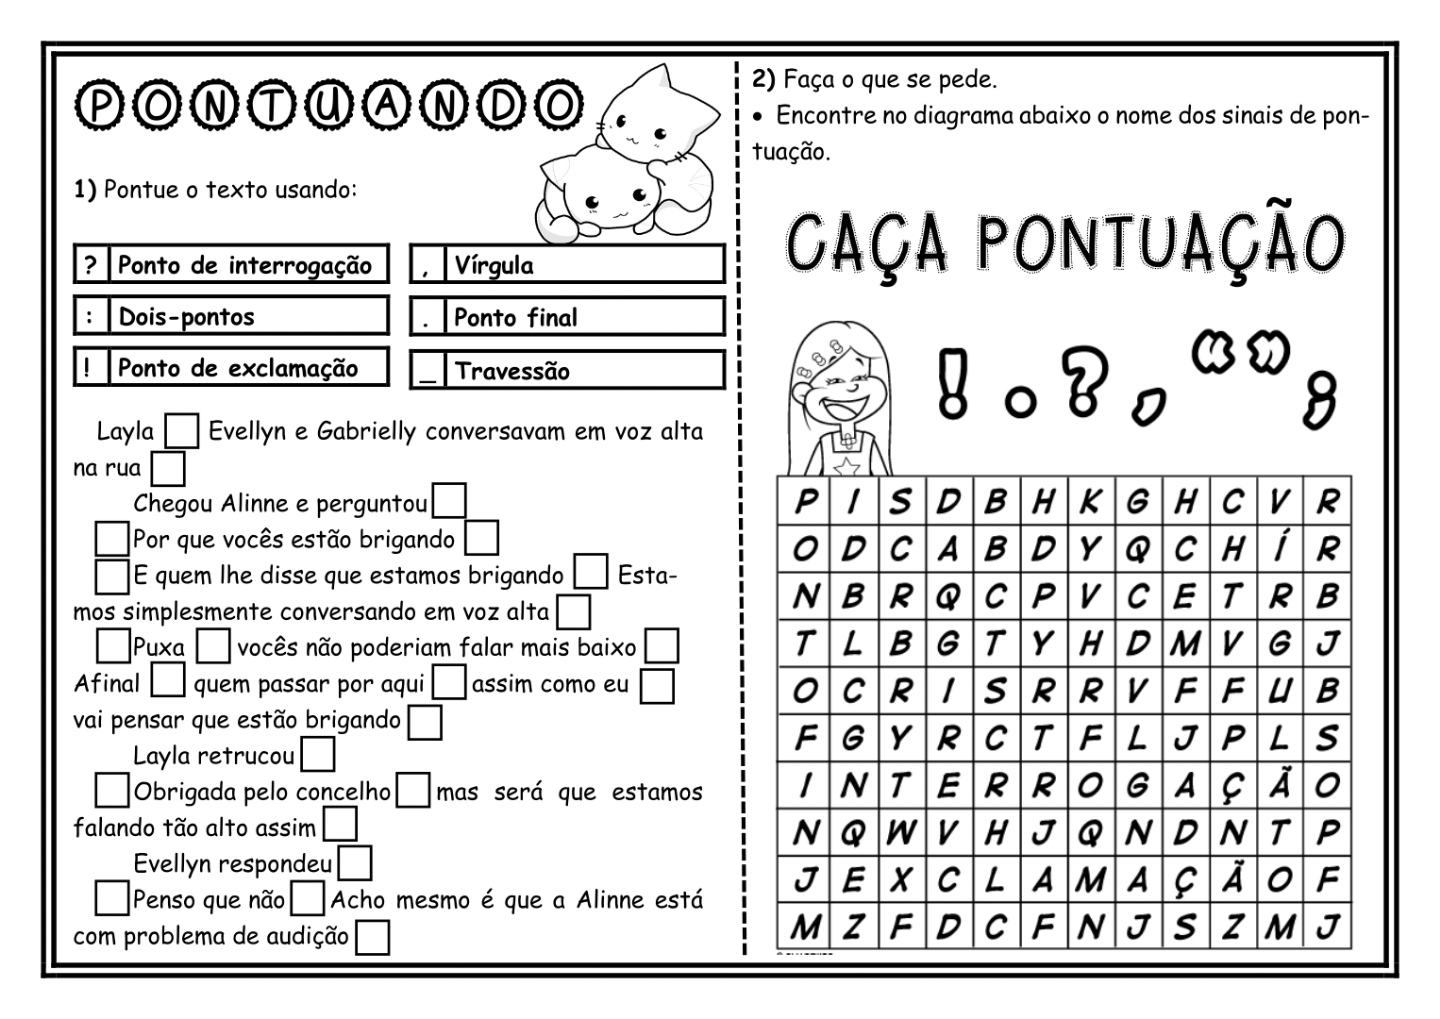 PONTUANDO
1) Pontue o texto usando:
? Ponto de interrogação
, Vírgula
: Dois-pontos
. Ponto final
! Ponto de exclamação
_ Travessão
Layla Evellyn e Gabrielly conversavam em voz alta
na rua
Chegou Alinne e perguntou
Por que vocês estão brigando
E quem lhe disse que estamos brigando Esta-
mos simplesmente conversando em voz alta
Puxa vocês não poderiam falar mais baixo
Afinal quem passar por aqui assim como eu
vai pensar que estão brigando
Layla retrucou
Obrigada pelo concelho mas será que estamos
falando tão alto assim
Evellyn respondeu
Penso que não Acho mesmo é que a Alinne está
com problema de audição
2) Faça o que se pede.
• Encontre no diagrama abaixo o nome dos sinais de pon-
tuação.
CAÇA PONTUAÇÃO
! . ? , “ ” ;
P I S D B H K G H C V R
O D C A B D Y Q C H Í R
N B R Q C P V C E T R B
T L B G T Y H D M V G J
O C R I S R R V F F U B
F G Y R C T F L J P L S
I N T E R R O G A Ç Ã O
N Q W V H J Q N D N T P
J E X C L A M A Ç Ã O F
M Z F D C F N J S Z M J